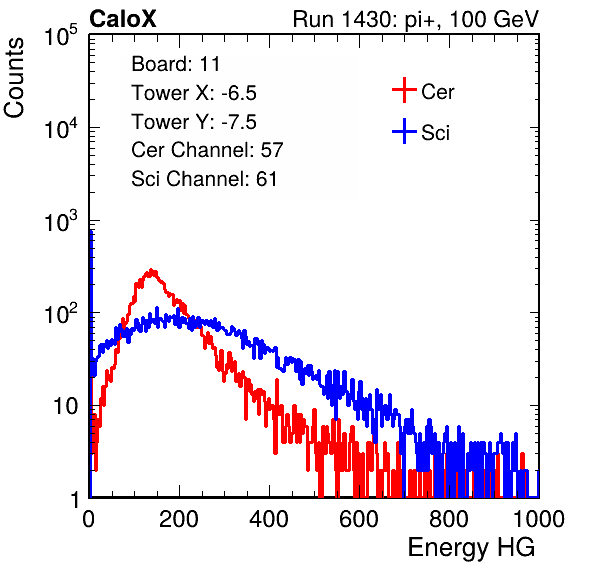 CaloX Run 1430: pi+, 100 GeV
Counts
10^5
10^4
10^3
10^2
10
1
Board: 11
Tower X: -6.5
Tower Y: -7.5
Cer Channel: 57
Sci Channel: 61
Cer
Sci
0 200 400 600 800 1000
Energy HG